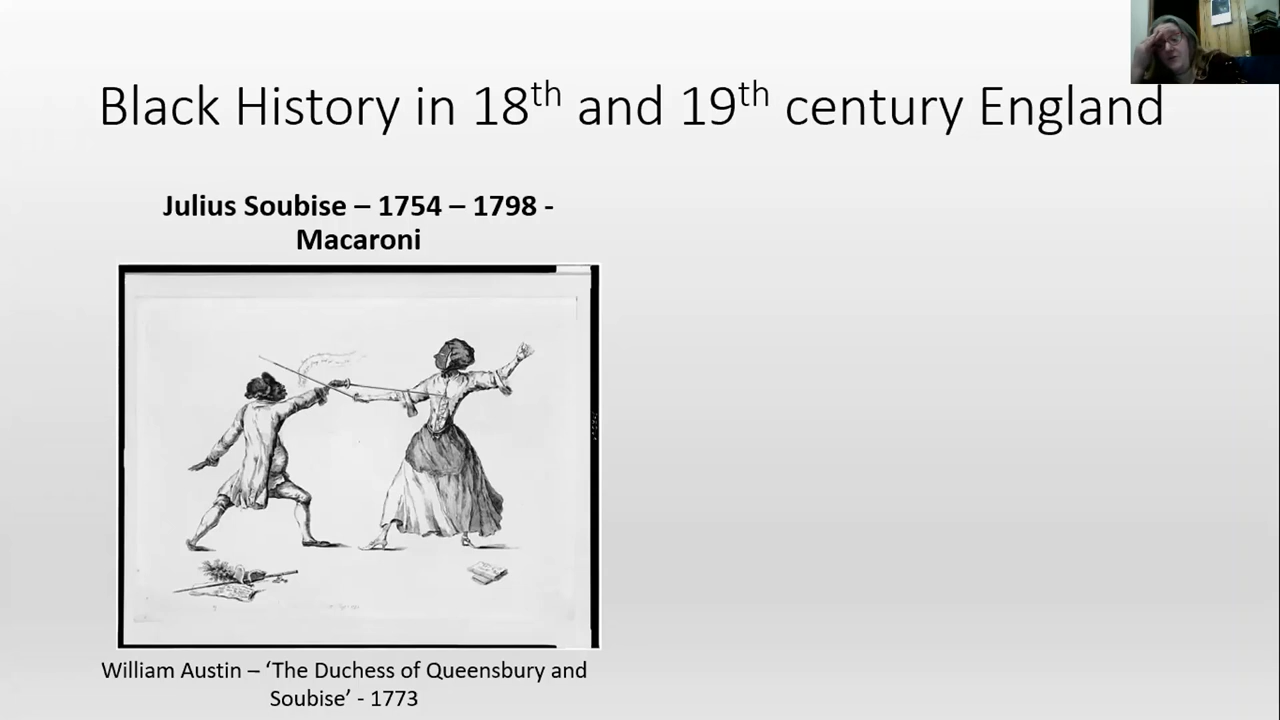 Black History in 18th and 19th century England
Julius Soubise – 1754 – 1798 -
Macaroni
William Austin – ‘The Duchess of Queensbury and
Soubise’ - 1773